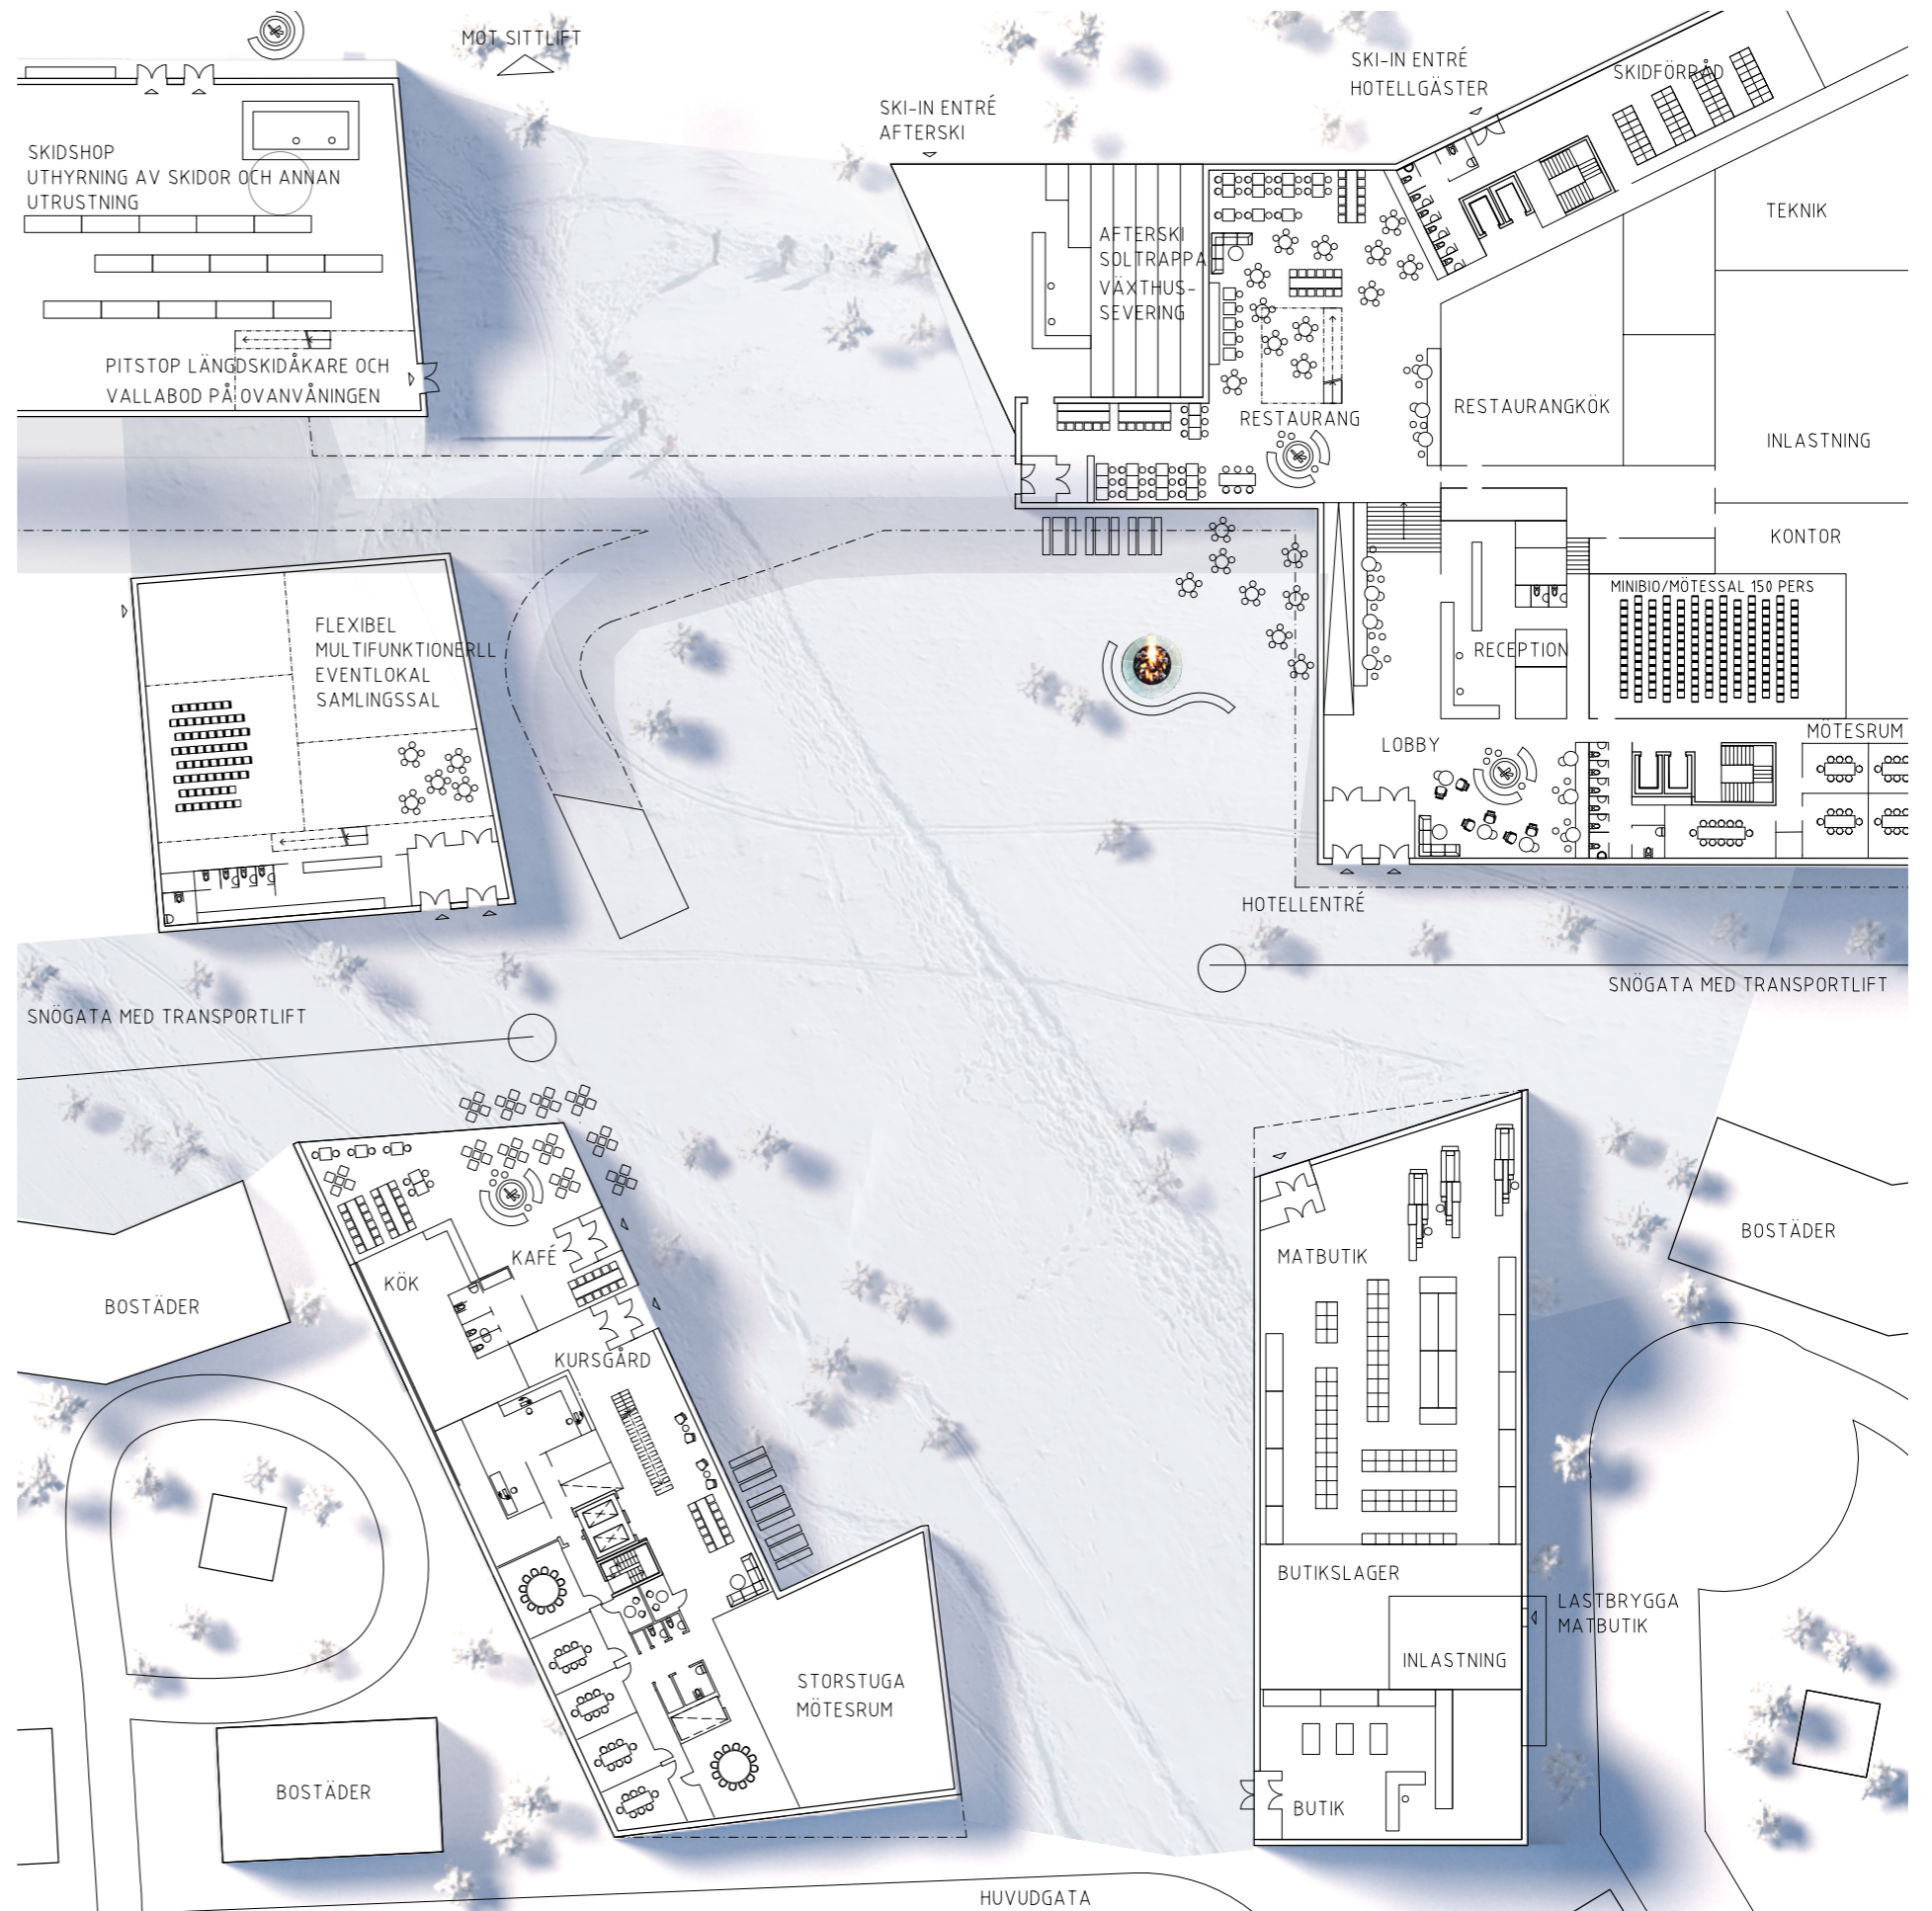 MOT SITTLIFT
SKI-IN ENTRÉ
HOTELLGÄSTER
SKIDFÖRRÅD
SKI-IN ENTRÉ
AFTERSKI
SKIDSHOP
UTHYRNING AV SKIDOR OCH ANNAN
UTRUSTNING
TEKNIK
AFTERSKI
SOLTRAPPA
VÄXTHUS-
SEVERING
PITSTOP LÄNGDSKIDÅKARE OCH
VALLABOD PÅ OVANVÅNINGEN
RESTAURANG
RESTAURANGKÖK
INLASTNING
KONTOR
MINIBIO/MÖTESSAL 150 PERS
FLEXIBEL
MULTIFUNKTIONERLL
EVENTLOKAL
SAMLINGSSAL
RECEPTION
LOBBY
MÖTESRUM
HOTELLENTRÉ
SNÖGATA MED TRANSPORTLIFT
SNÖGATA MED TRANSPORTLIFT
BOSTÄDER
MATBUTIK
KAFÉ
KÖK
BOSTÄDER
KURSGÅRD
BUTIKSLAGER
LASTBRYGGA
MATBUTIK
INLASTNING
STORSTUGA
MÖTESRUM
BOSTÄDER
BUTIK
HUVUDGATA